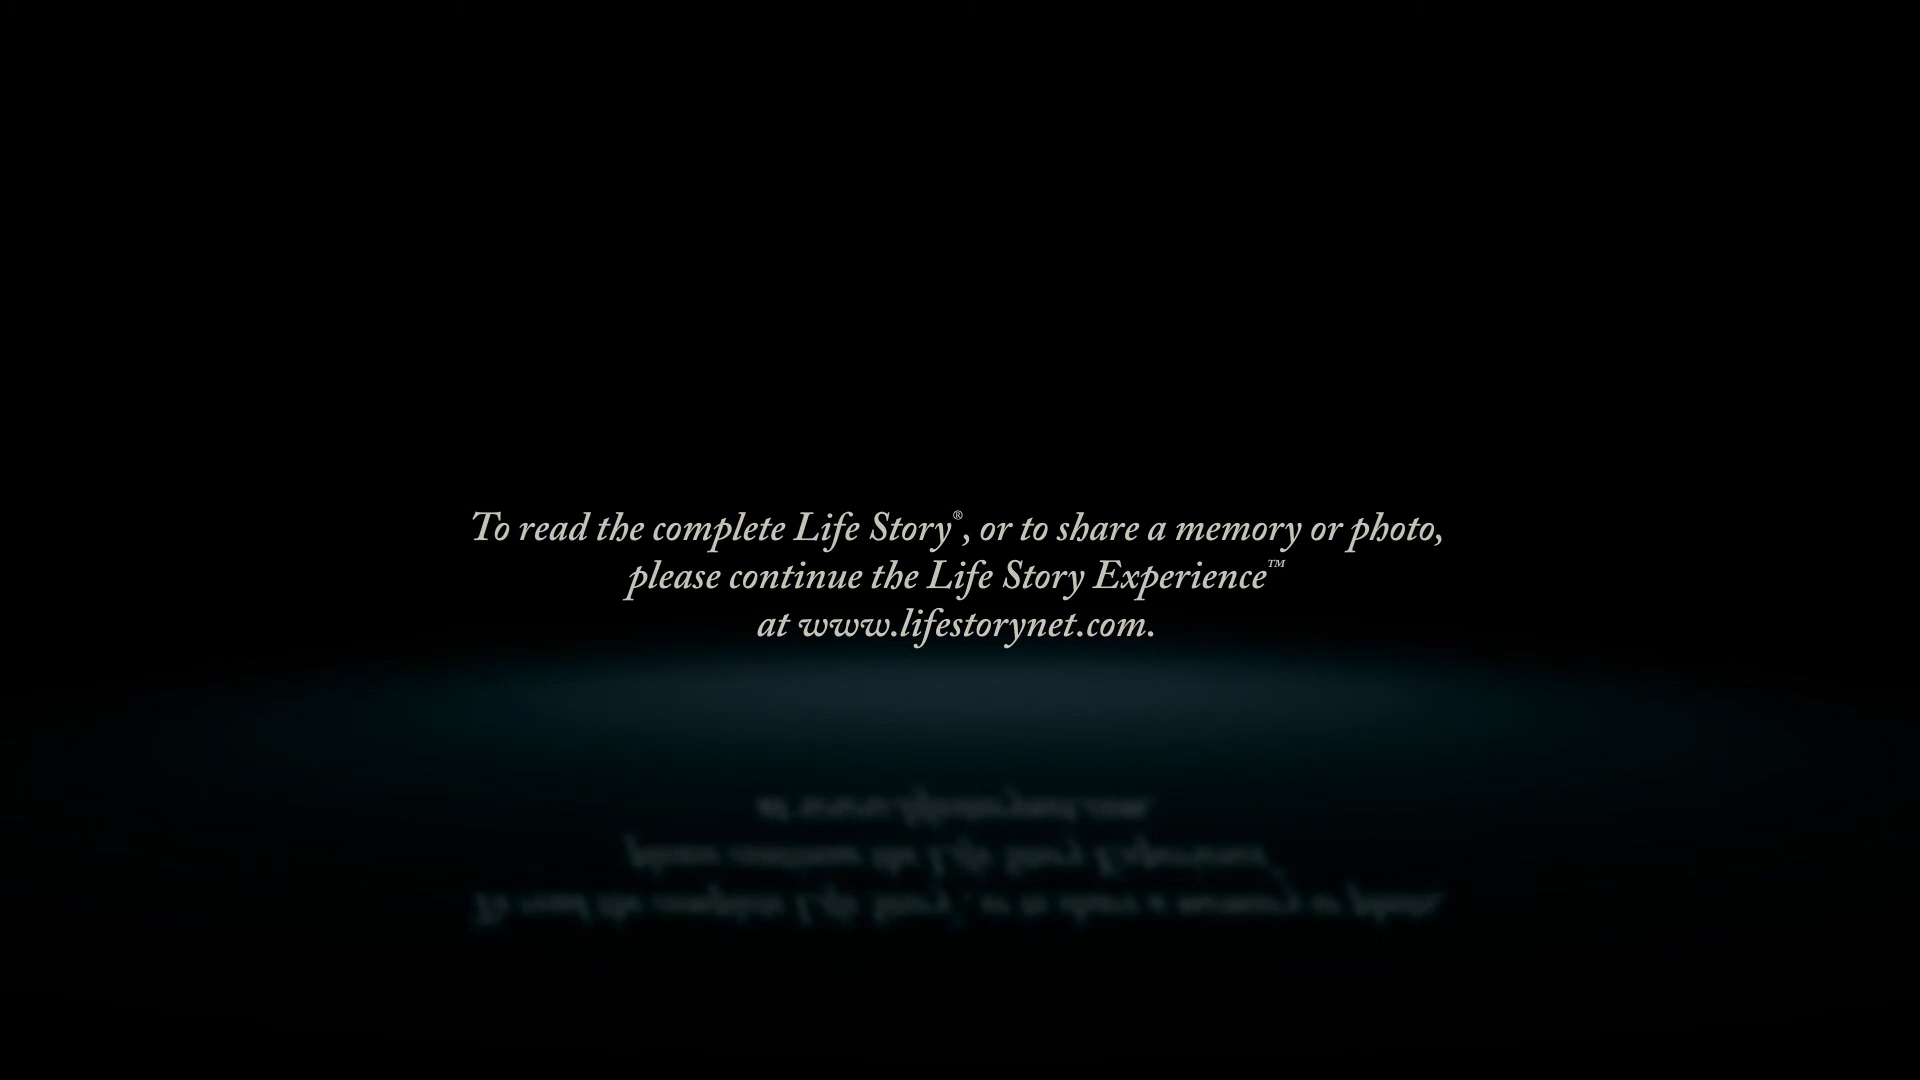 To read the complete Life Story®, or to share a memory or photo,
please continue the Life Story Experience™
at www.lifestorynet.com.